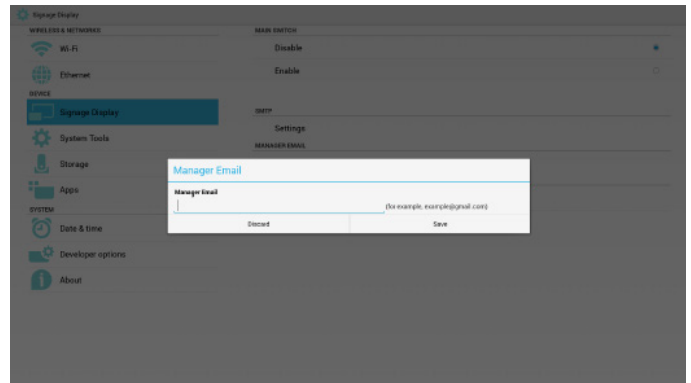 Signage Display
WIRELESS & NETWORKS
Wi-Fi
Ethernet
DEVICE
Signage Display
System Tools
Storage
Apps
SYSTEM
Date & time
Developer options
About
MAIN SWITCH
Disable
Enable
SMTP
Settings
MANAGER EMAIL
Manager Email
Manager Email
(for example, example@gmail.com)
Discard
Save